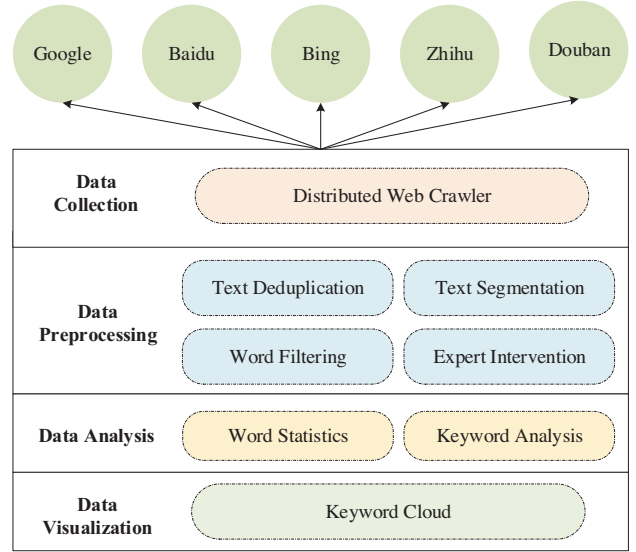 Google
Baidu
Bing
Zhihu
Douban
Data
Collection
Distributed Web Crawler
Data
Preprocessing
Text Deduplication
Text Segmentation
Word Filtering
Expert Intervention
Data Analysis
Word Statistics
Keyword Analysis
Data
Visualization
Keyword Cloud